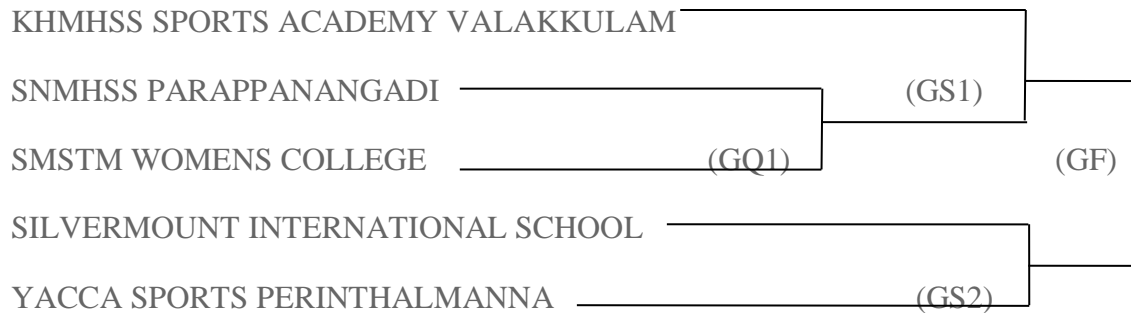 KHMHSS SPORTS ACADEMY VALAKKULAM
SNMHSS PARAPPANANGADI (GS1)
SMSTM WOMENS COLLEGE (GQ1) (GF)
SILVERMOUNT INTERNATIONAL SCHOOL
YACCA SPORTS PERINTHALMANNA (GS2)